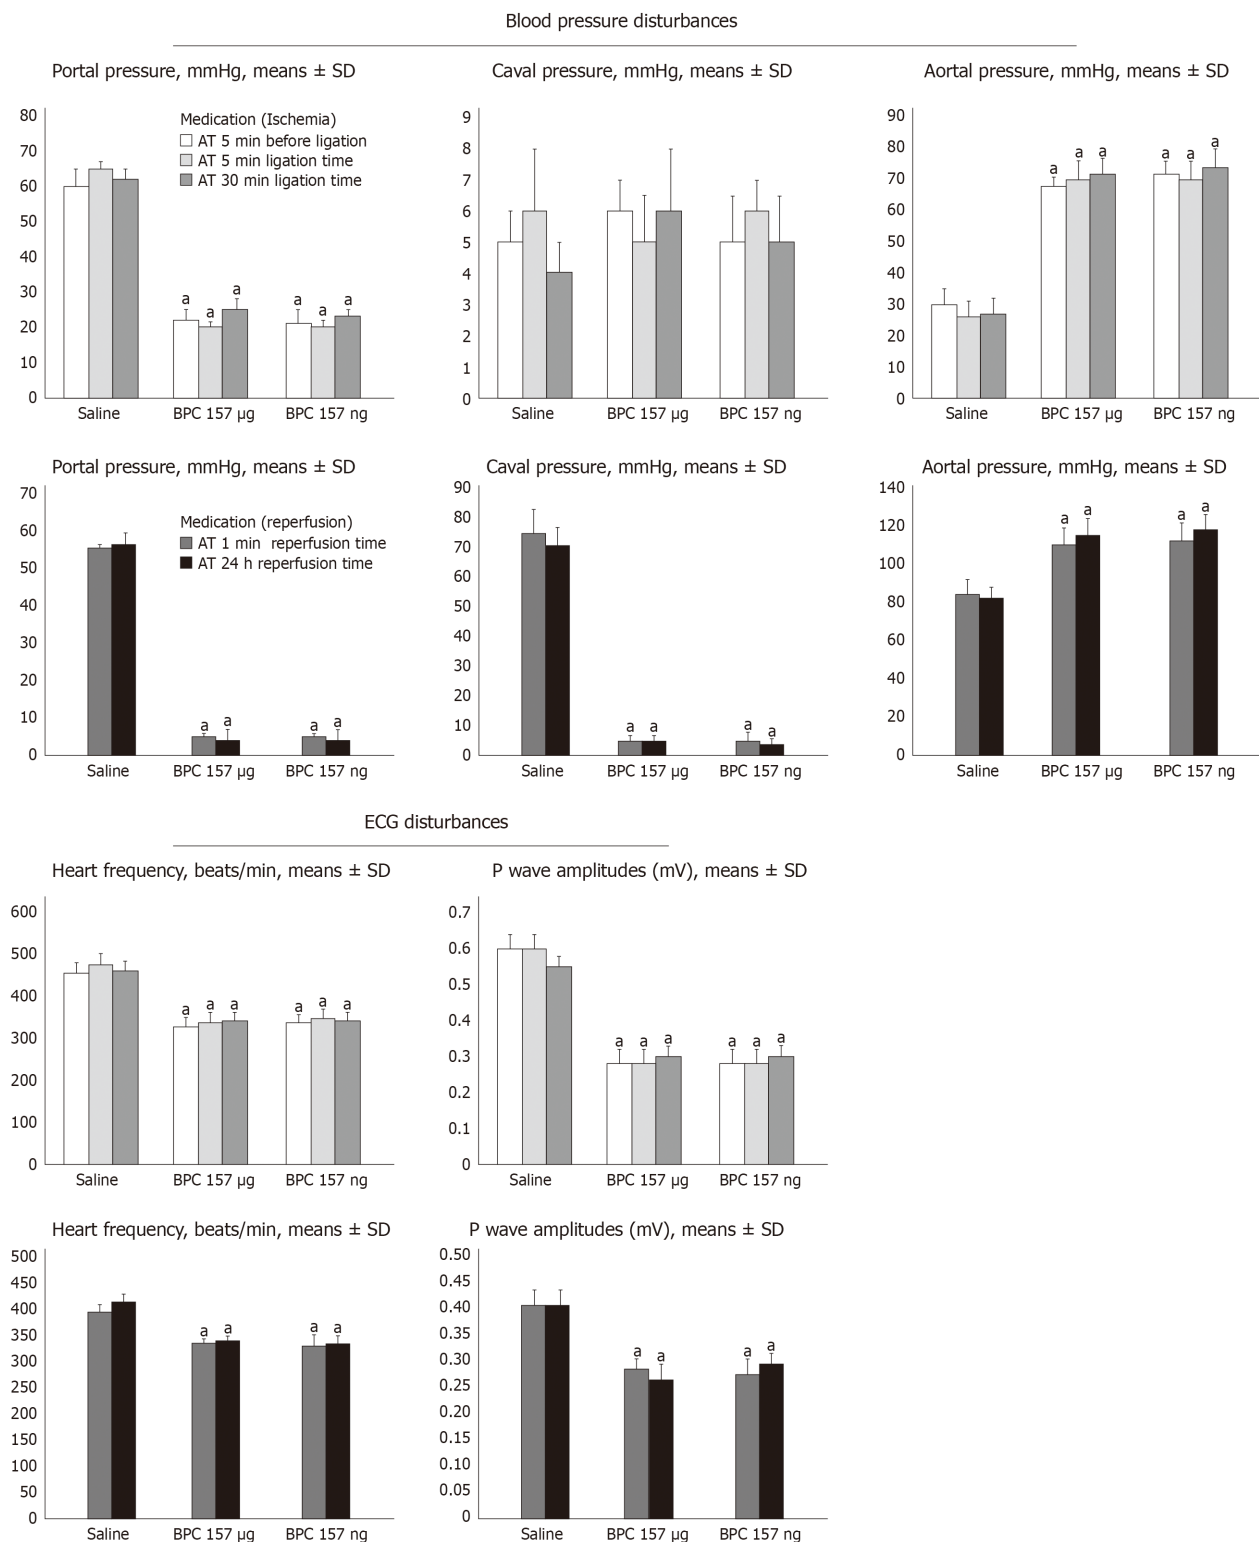 Blood pressure disturbances
Portal pressure, mmHg, means ± SD
80
70
60
50
40
30
20
10
0
Medication (Ischemia)
AT 5 min before ligation
AT 5 min ligation time
AT 30 min ligation time
a a a a a a
Saline BPC 157 µg BPC 157 ng
Caval pressure, mmHg, means ± SD
9
8
7
6
5
4
3
2
1
0
Saline BPC 157 µg BPC 157 ng
Aortal pressure, mmHg, means ± SD
90
80
70
60
50
40
30
20
10
0
a a a a a a
Saline BPC 157 µg BPC 157 ng
Portal pressure, mmHg, means ± SD
70
60
50
40
30
20
10
0
Medication (reperfusion)
AT 1 min reperfusion time
AT 24 h reperfusion time
a a a a
Saline BPC 157 µg BPC 157 ng
Caval pressure, mmHg, means ± SD
90
80
70
60
50
40
30
20
10
0
a a a a
Saline BPC 157 µg BPC 157 ng
Aortal pressure, mmHg, means ± SD
140
120
100
80
60
40
20
0
a a a a
Saline BPC 157 µg BPC 157 ng
ECG disturbances
Heart frequency, beats/min, means ± SD
600
500
400
300
200
100
0
a a a a a a
Saline BPC 157 µg BPC 157 ng
P wave amplitudes (mV), means ± SD
0.7
0.6
0.5
0.4
0.3
0.2
0.1
0
a a a a a a
Saline BPC 157 µg BPC 157 ng
Heart frequency, beats/min, means ± SD
500
450
400
350
300
250
200
150
100
50
0
a a a a
Saline BPC 157 µg BPC 157 ng
P wave amplitudes (mV), means ± SD
0.50
0.45
0.40
0.35
0.30
0.25
0.20
0.15
0.10
0.05
0
a a a a
Saline BPC 157 µg BPC 157 ng